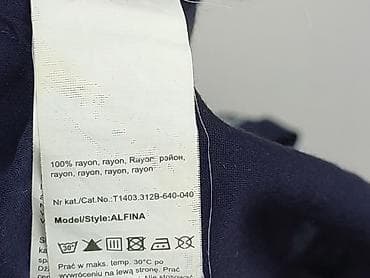 100% rayon, rayon, Rayon, район,
rayon, rayon, rayon, rayon
Nr kat./Cat.No.:T1403.312B-640-040
Model/Style:ALFINA
30°
Prać w maks. temp. 30°C po
wywróceniu na lewą stronę. Prać